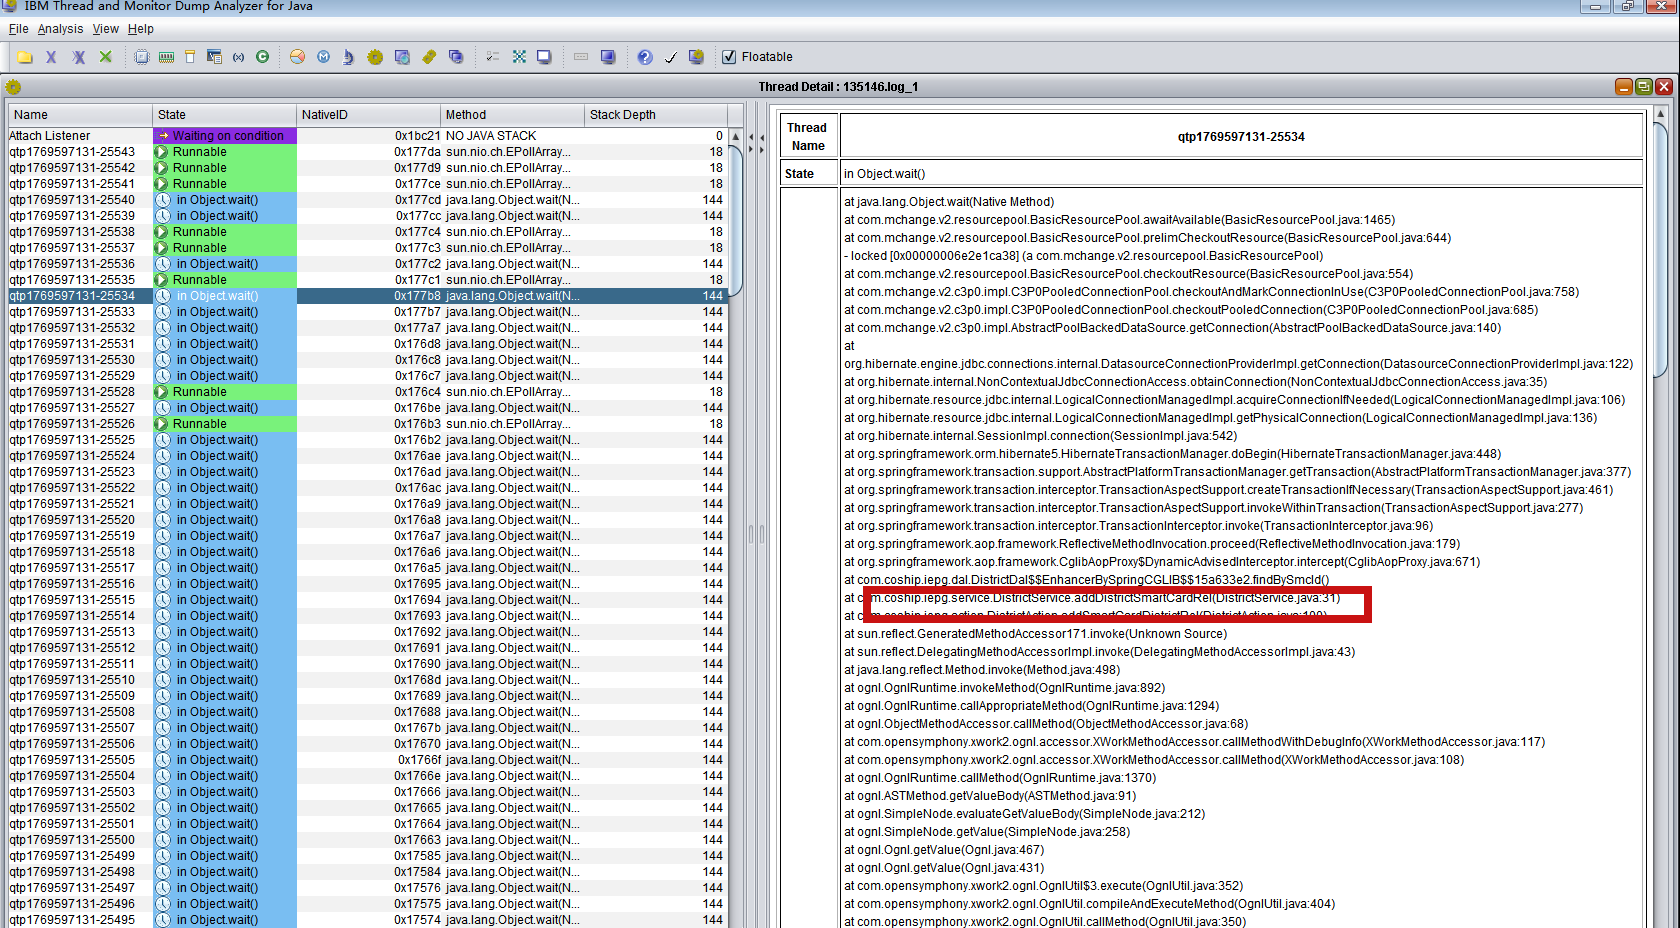 IBM Thread and Monitor Dump Analyzer for Java
File Analysis View Help
Floatable
Thread Detail : 135146.log_1
Name State NativeID Method Stack Depth
Attach Listener Waiting on condition 0x1bc21 NO JAVA STACK 0
qtp1769597131-25543 Runnable 0x177da sun.nio.ch.EPollArray... 18
qtp1769597131-25542 Runnable 0x177d9 sun.nio.ch.EPollArray... 18
qtp1769597131-25541 Runnable 0x177ce sun.nio.ch.EPollArray... 18
qtp1769597131-25540 in Object.wait() 0x177cd java.lang.Object.wait(N... 144
qtp1769597131-25539 in Object.wait() 0x177cc java.lang.Object.wait(N... 144
qtp1769597131-25538 Runnable 0x177c4 sun.nio.ch.EPollArray... 18
qtp1769597131-25537 Runnable 0x177c3 sun.nio.ch.EPollArray... 18
qtp1769597131-25536 in Object.wait() 0x177c2 java.lang.Object.wait(N... 144
qtp1769597131-25535 Runnable 0x177c1 sun.nio.ch.EPollArray... 18
qtp1769597131-25534 in Object.wait() 0x177b8 java.lang.Object.wait(N... 144
qtp1769597131-25533 in Object.wait() 0x177b7 java.lang.Object.wait(N... 144
qtp1769597131-25532 in Object.wait() 0x177a7 java.lang.Object.wait(N... 144
qtp1769597131-25531 in Object.wait() 0x176d8 java.lang.Object.wait(N... 144
qtp1769597131-25530 in Object.wait() 0x176c8 java.lang.Object.wait(N... 144
qtp1769597131-25529 in Object.wait() 0x176c7 java.lang.Object.wait(N... 144
qtp1769597131-25528 Runnable 0x176c4 sun.nio.ch.EPollArray... 18
qtp1769597131-25527 in Object.wait() 0x176be java.lang.Object.wait(N... 144
qtp1769597131-25526 Runnable 0x176b3 sun.nio.ch.EPollArray... 18
qtp1769597131-25525 in Object.wait() 0x176b2 java.lang.Object.wait(N... 144
qtp1769597131-25524 in Object.wait() 0x176ae java.lang.Object.wait(N... 144
qtp1769597131-25523 in Object.wait() 0x176ad java.lang.Object.wait(N... 144
qtp1769597131-25522 in Object.wait() 0x176ac java.lang.Object.wait(N... 144
qtp1769597131-25521 in Object.wait() 0x176a9 java.lang.Object.wait(N... 144
qtp1769597131-25520 in Object.wait() 0x176a8 java.lang.Object.wait(N... 144
qtp1769597131-25519 in Object.wait() 0x176a7 java.lang.Object.wait(N... 144
qtp1769597131-25518 in Object.wait() 0x176a6 java.lang.Object.wait(N... 144
qtp1769597131-25517 in Object.wait() 0x176a5 java.lang.Object.wait(N... 144
qtp1769597131-25516 in Object.wait() 0x17695 java.lang.Object.wait(N... 144
qtp1769597131-25515 in Object.wait() 0x17694 java.lang.Object.wait(N... 144
qtp1769597131-25514 in Object.wait() 0x17693 java.lang.Object.wait(N... 144
qtp1769597131-25513 in Object.wait() 0x17692 java.lang.Object.wait(N... 144
qtp1769597131-25512 in Object.wait() 0x17691 java.lang.Object.wait(N... 144
qtp1769597131-25511 in Object.wait() 0x17690 java.lang.Object.wait(N... 144
qtp1769597131-25510 in Object.wait() 0x1768d java.lang.Object.wait(N... 144
qtp1769597131-25509 in Object.wait() 0x17689 java.lang.Object.wait(N... 144
qtp1769597131-25508 in Object.wait() 0x17688 java.lang.Object.wait(N... 144
qtp1769597131-25507 in Object.wait() 0x1767b java.lang.Object.wait(N... 144
qtp1769597131-25506 in Object.wait() 0x17670 java.lang.Object.wait(N... 144
qtp1769597131-25505 in Object.wait() 0x1766f java.lang.Object.wait(N... 144
qtp1769597131-25504 in Object.wait() 0x1766e java.lang.Object.wait(N... 144
qtp1769597131-25503 in Object.wait() 0x17666 java.lang.Object.wait(N... 144
qtp1769597131-25502 in Object.wait() 0x17665 java.lang.Object.wait(N... 144
qtp1769597131-25501 in Object.wait() 0x17664 java.lang.Object.wait(N... 144
qtp1769597131-25500 in Object.wait() 0x17663 java.lang.Object.wait(N... 144
qtp1769597131-25499 in Object.wait() 0x17585 java.lang.Object.wait(N... 144
qtp1769597131-25498 in Object.wait() 0x17584 java.lang.Object.wait(N... 144
qtp1769597131-25497 in Object.wait() 0x17576 java.lang.Object.wait(N... 144
qtp1769597131-25496 in Object.wait() 0x17575 java.lang.Object.wait(N... 144
qtp1769597131-25495 in Object.wait() 0x17574 java.lang.Object.wait(N... 144
Thread Name qtp1769597131-25534
State in Object.wait()
at java.lang.Object.wait(Native Method)
at com.mchange.v2.resourcepool.BasicResourcePool.awaitAvailable(BasicResourcePool.java:1465)
at com.mchange.v2.resourcepool.BasicResourcePool.prelimCheckoutResource(BasicResourcePool.java:644)
- locked [0x00000006e2e1ca38] (a com.mchange.v2.resourcepool.BasicResourcePool)
at com.mchange.v2.resourcepool.BasicResourcePool.checkoutResource(BasicResourcePool.java:554)
at com.mchange.v2.c3p0.impl.C3P0PooledConnectionPool.checkoutAndMarkConnectionInUse(C3P0PooledConnectionPool.java:758)
at com.mchange.v2.c3p0.impl.C3P0PooledConnectionPool.checkoutPooledConnection(C3P0PooledConnectionPool.java:685)
at com.mchange.v2.c3p0.impl.AbstractPoolBackedDataSource.getConnection(AbstractPoolBackedDataSource.java:140)
at
org.hibernate.engine.jdbc.connections.internal.DatasourceConnectionProviderImpl.getConnection(DatasourceConnectionProviderImpl.java:122)
at org.hibernate.internal.NonContextualJdbcConnectionAccess.obtainConnection(NonContextualJdbcConnectionAccess.java:35)
at org.hibernate.resource.jdbc.internal.LogicalConnectionManagedImpl.acquireConnectionIfNeeded(LogicalConnectionManagedImpl.java:106)
at org.hibernate.resource.jdbc.internal.LogicalConnectionManagedImpl.getPhysicalConnection(LogicalConnectionManagedImpl.java:136)
at org.hibernate.internal.SessionImpl.connection(SessionImpl.java:542)
at org.springframework.orm.hibernate5.HibernateTransactionManager.doBegin(HibernateTransactionManager.java:448)
at org.springframework.transaction.support.AbstractPlatformTransactionManager.getTransaction(AbstractPlatformTransactionManager.java:377)
at org.springframework.transaction.interceptor.TransactionAspectSupport.createTransactionIfNecessary(TransactionAspectSupport.java:461)
at org.springframework.transaction.interceptor.TransactionAspectSupport.invokeWithinTransaction(TransactionAspectSupport.java:277)
at org.springframework.transaction.interceptor.TransactionInterceptor.invoke(TransactionInterceptor.java:96)
at org.springframework.aop.framework.ReflectiveMethodInvocation.proceed(ReflectiveMethodInvocation.java:179)
at org.springframework.aop.framework.CglibAopProxy$DynamicAdvisedInterceptor.intercept(CglibAopProxy.java:671)
at com.coship.iepg.dal.DistrictDal$$EnhancerBySpringCGLIB$$15a633e2.findBySmcId()
at com.coship.iepg.service.DistrictService.addDistrictSmartCardRel(DistrictService.java:31)
at com.coship.iepg.action.DistrictAction.addSmartCardDistrictRel(DistrictAction.java:100)
at sun.reflect.GeneratedMethodAccessor171.invoke(Unknown Source)
at sun.reflect.DelegatingMethodAccessorImpl.invoke(DelegatingMethodAccessorImpl.java:43)
at java.lang.reflect.Method.invoke(Method.java:498)
at ognl.OgnlRuntime.invokeMethod(OgnlRuntime.java:892)
at ognl.OgnlRuntime.callAppropriateMethod(OgnlRuntime.java:1294)
at ognl.ObjectMethodAccessor.callMethod(ObjectMethodAccessor.java:68)
at com.opensymphony.xwork2.ognl.accessor.XWorkMethodAccessor.callMethodWithDebugInfo(XWorkMethodAccessor.java:117)
at com.opensymphony.xwork2.ognl.accessor.XWorkMethodAccessor.callMethod(XWorkMethodAccessor.java:108)
at ognl.OgnlRuntime.callMethod(OgnlRuntime.java:1370)
at ognl.ASTMethod.getValueBody(ASTMethod.java:91)
at ognl.SimpleNode.evaluateGetValueBody(SimpleNode.java:212)
at ognl.SimpleNode.getValue(SimpleNode.java:258)
at ognl.Ognl.getValue(Ognl.java:467)
at ognl.Ognl.getValue(Ognl.java:431)
at com.opensymphony.xwork2.ognl.OgnlUtil$3.execute(OgnlUtil.java:352)
at com.opensymphony.xwork2.ognl.OgnlUtil.compileAndExecuteMethod(OgnlUtil.java:404)
at com.opensymphony.xwork2.ognl.OgnlUtil.callMethod(OgnlUtil.java:350)